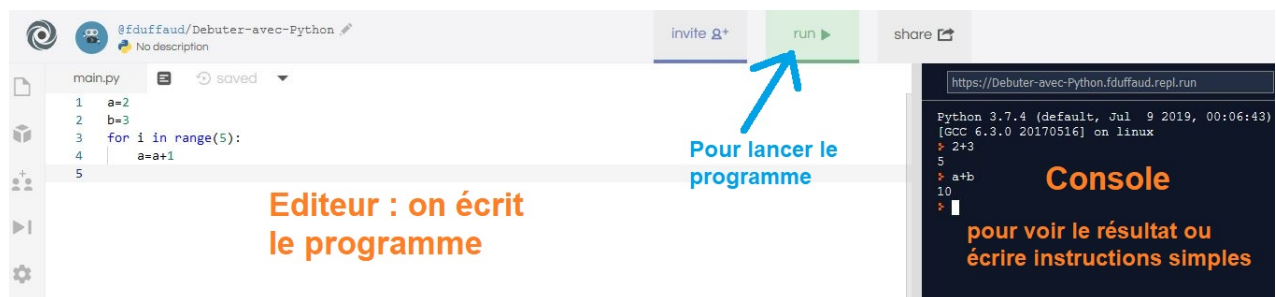 @fduffaud/Debuter-avec-Python
No description
invite
run
share
main.py
saved
1 a=2
2 b=3
3 for i in range(5):
4 a=a+1
5
Editeur : on écrit
le programme
Pour lancer le
programme
https://Debuter-avec-Python.fduffaud.repl.run
Python 3.7.4 (default, Jul 9 2019, 00:06:43)
[GCC 6.3.0 20170516] on linux
2+3
5
a+b
10
Console
pour voir le résultat ou
écrire instructions simples